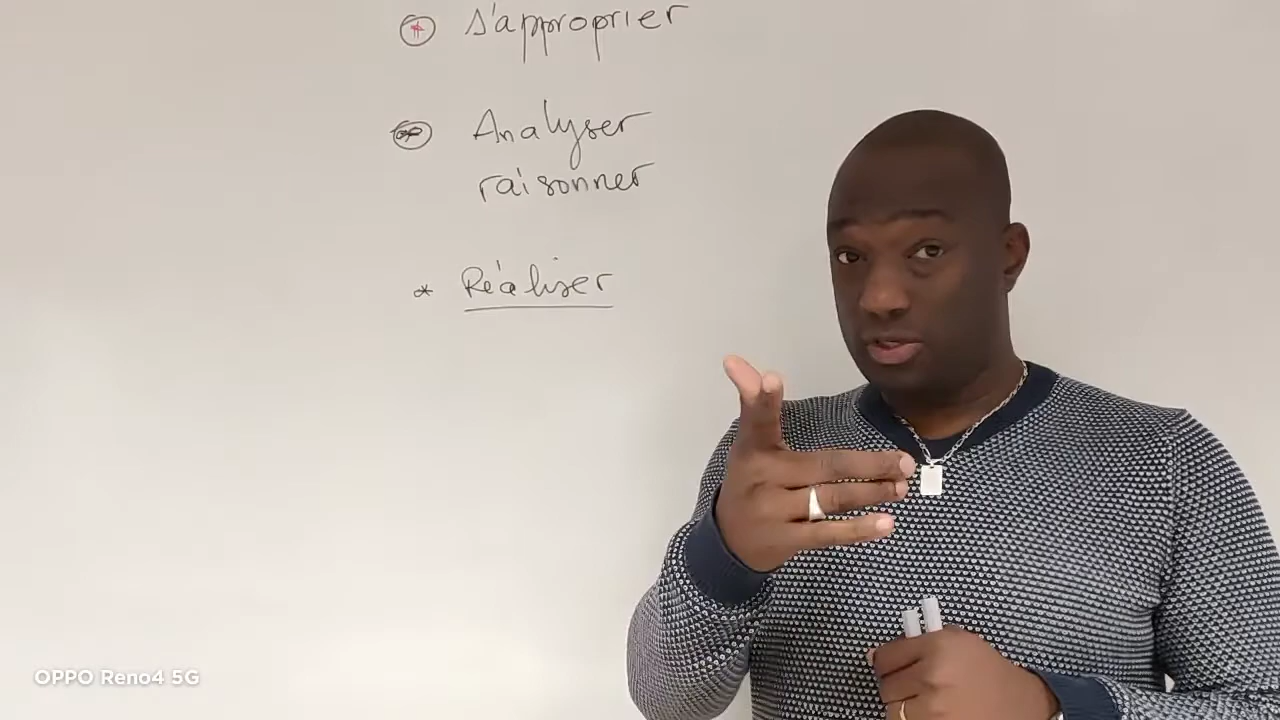 * s'approprier
Analyser
raisonner
* Réaliser
OPPO Reno4 5G